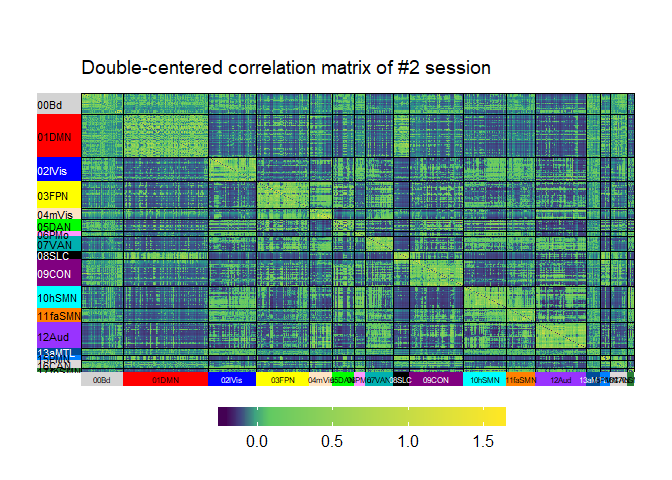 Double-centered correlation matrix of #2 session
00Bd
01DMN
02lVis
03FPN
04mVis
05DAN
07VAN
08SLC
09CON
10hSMN
11faSMN
12Aud
13aMTL
00Bd 01DMN 02lVis 03FPN 04mVis 05DAN 07VAN 08SLC 09CON 10hSMN 11faSMN 12Aud
0.0 0.5 1.0 1.5